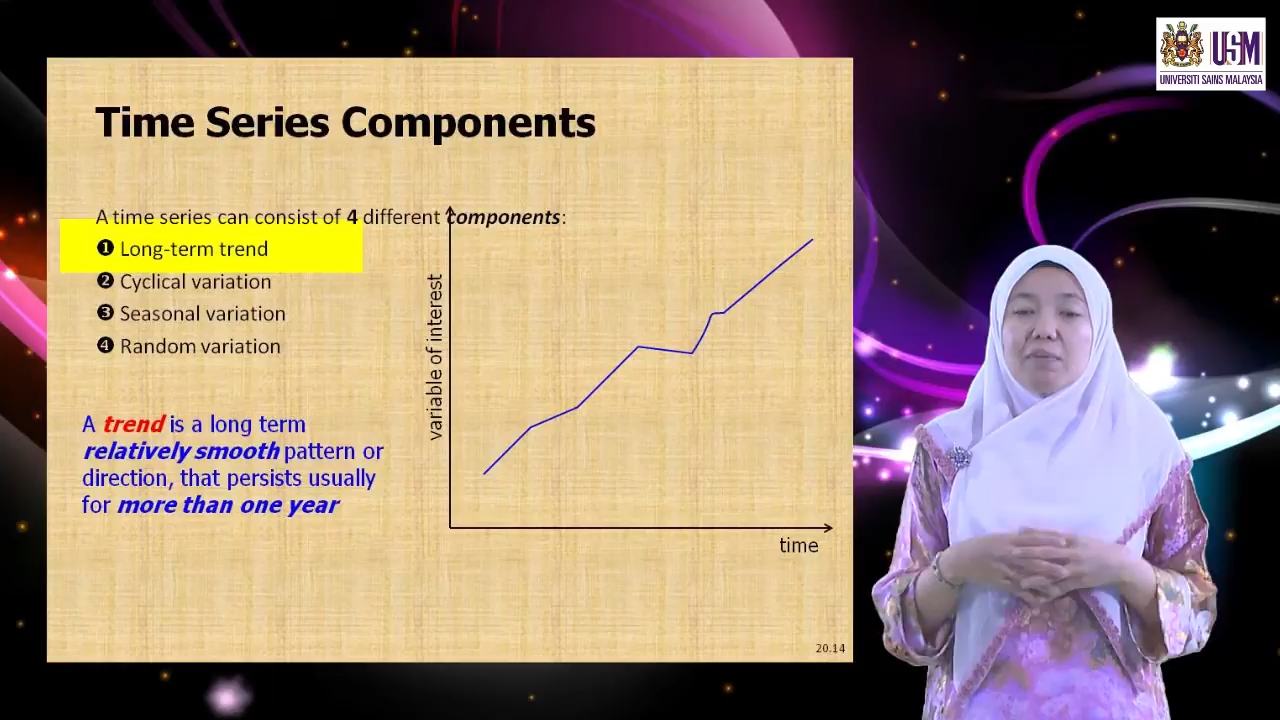 USM
UNIVERSITI SAINS MALAYSIA
Time Series Components
A time series can consist of 4 different components:
❶ Long-term trend
❷ Cyclical variation
❸ Seasonal variation
❹ Random variation
A trend is a long term
relatively smooth pattern or
direction, that persists usually
for more than one year
variable of interest
time
20.14